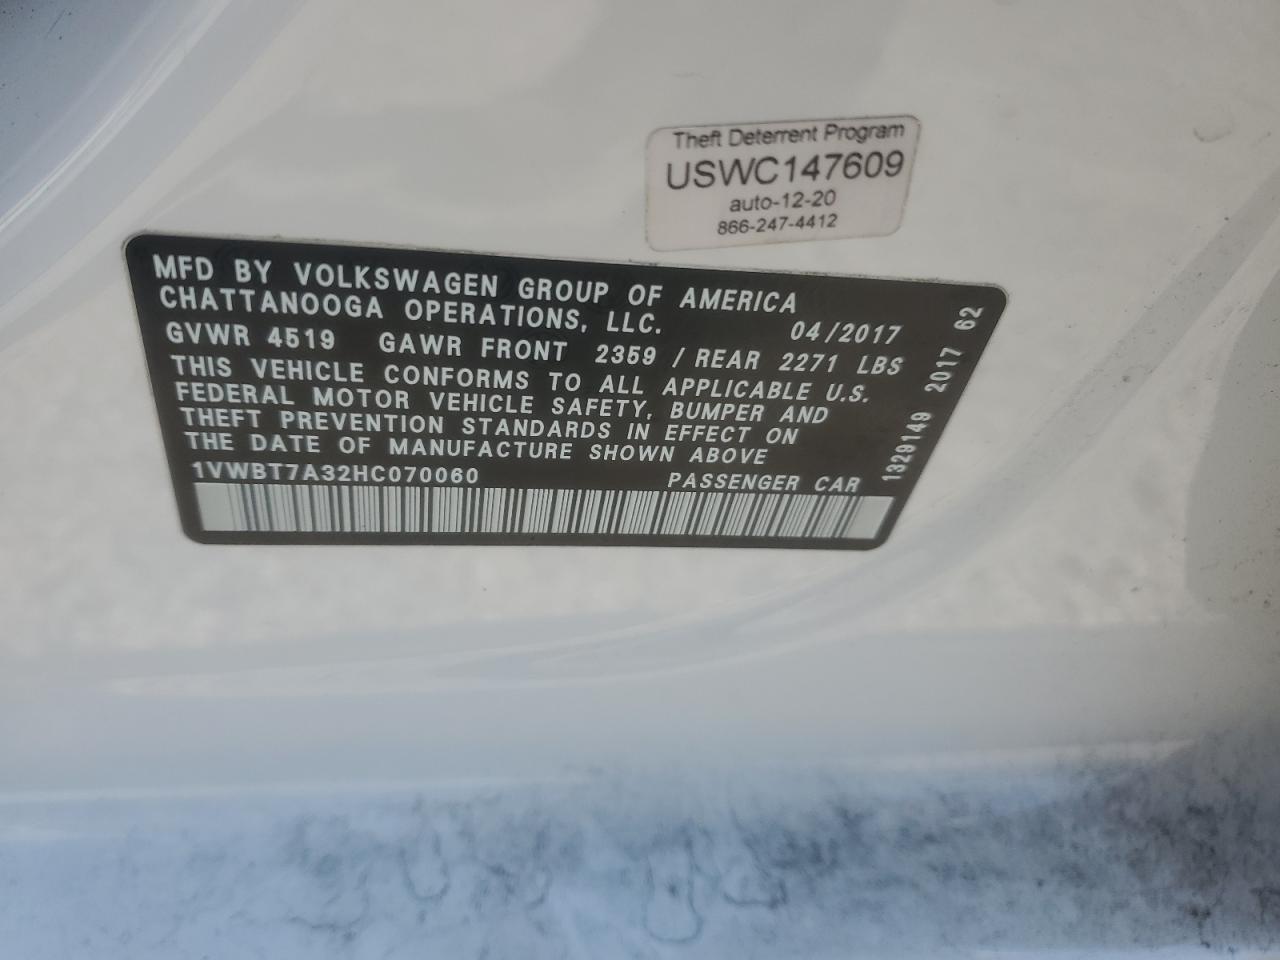 Theft Deterrent Program
USWC147609
auto-12-20
866-247-4412
MFD BY VOLKSWAGEN GROUP OF AMERICA
CHATTANOOGA OPERATIONS, LLC. 04/2017
GVWR 4519 GAWR FRONT 2359 / REAR 2271 LBS
THIS VEHICLE CONFORMS TO ALL APPLICABLE U.S.
FEDERAL MOTOR VEHICLE SAFETY, BUMPER AND
THEFT PREVENTION STANDARDS IN EFFECT ON
THE DATE OF MANUFACTURE SHOWN ABOVE
1VWBT7A32HC070060 PASSENGER CAR
1329149 2017 62